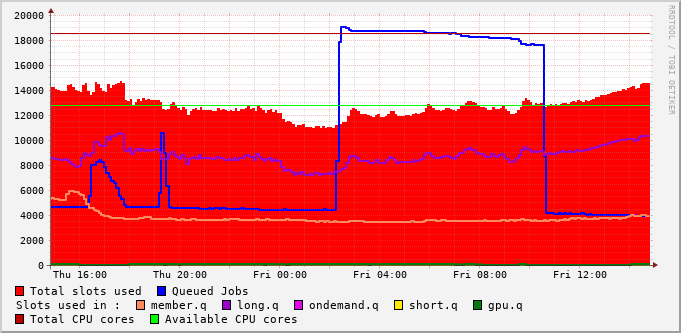 20000
18000
16000
14000
12000
10000
8000
6000
4000
2000
0
Thu 16:00 Thu 20:00 Fri 00:00 Fri 04:00 Fri 08:00 Fri 12:00
Total slots used Queued Jobs
Slots used in : member.q long.q ondemand.q short.q gpu.q
Total CPU cores Available CPU cores
RRDTOOL / TOBI OETIKER